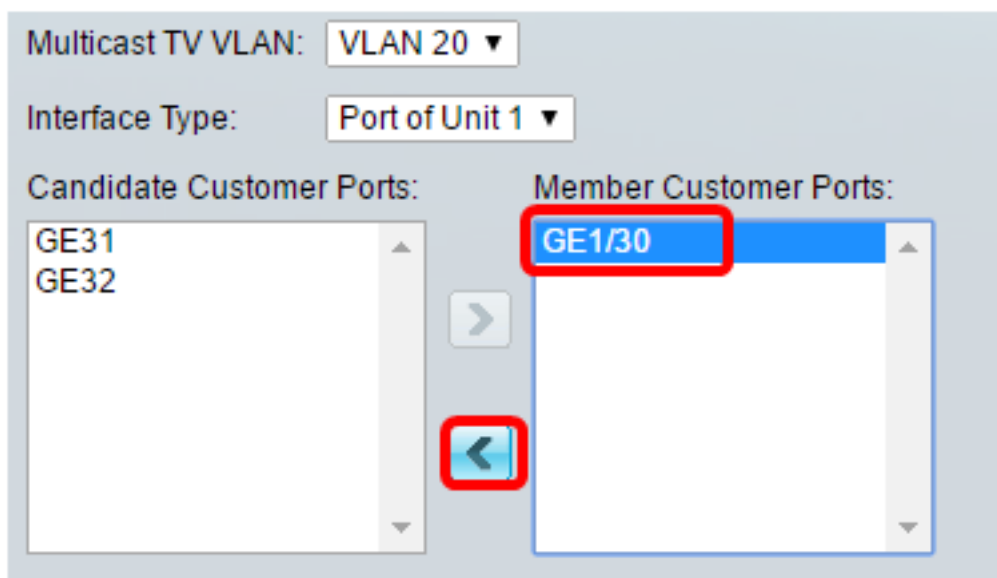 Multicast TV VLAN: VLAN 20
Interface Type: Port of Unit 1
Candidate Customer Ports: Member Customer Ports:
GE31 GE1/30
GE32